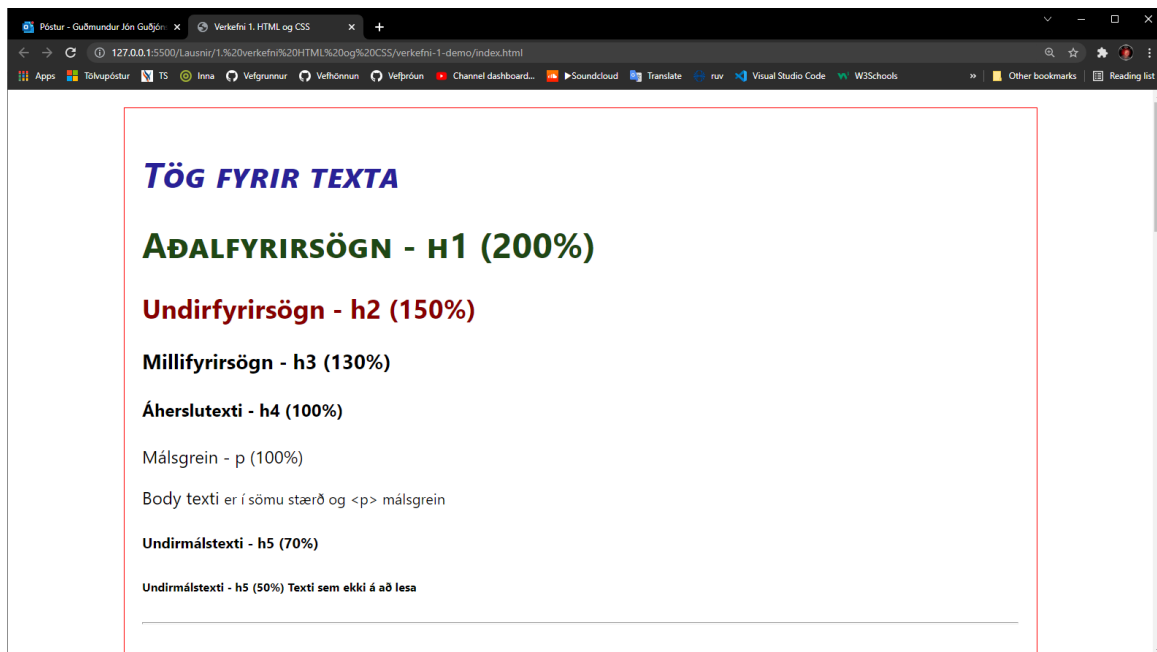 Póstur - Guðmundur Jón Guðjóns
Verkefni 1. HTML og CSS
127.0.0.1:5500/Lausnir/1.%20verkefni%20HTML%20og%20CSS/verkefni-1-demo/index.html
Apps Tölvupóstur TS Inna Vefgrunnur Vefhönnun Vefþróun Channel dashboard... ▶Soundcloud Translate ruv Visual Studio Code W3Schools » Other bookmarks Reading list
Tög fyrir texta
Aðalfyrirsögn - h1 (200%)
Undirfyrirsögn - h2 (150%)
Millifyrirsögn - h3 (130%)
Áherslutexti - h4 (100%)
Málsgrein - p (100%)
Body texti er í sömu stærð og <p> málsgrein
Undirmálstexti - h5 (70%)
Undirmálstexti - h5 (50%) Texti sem ekki á að lesa